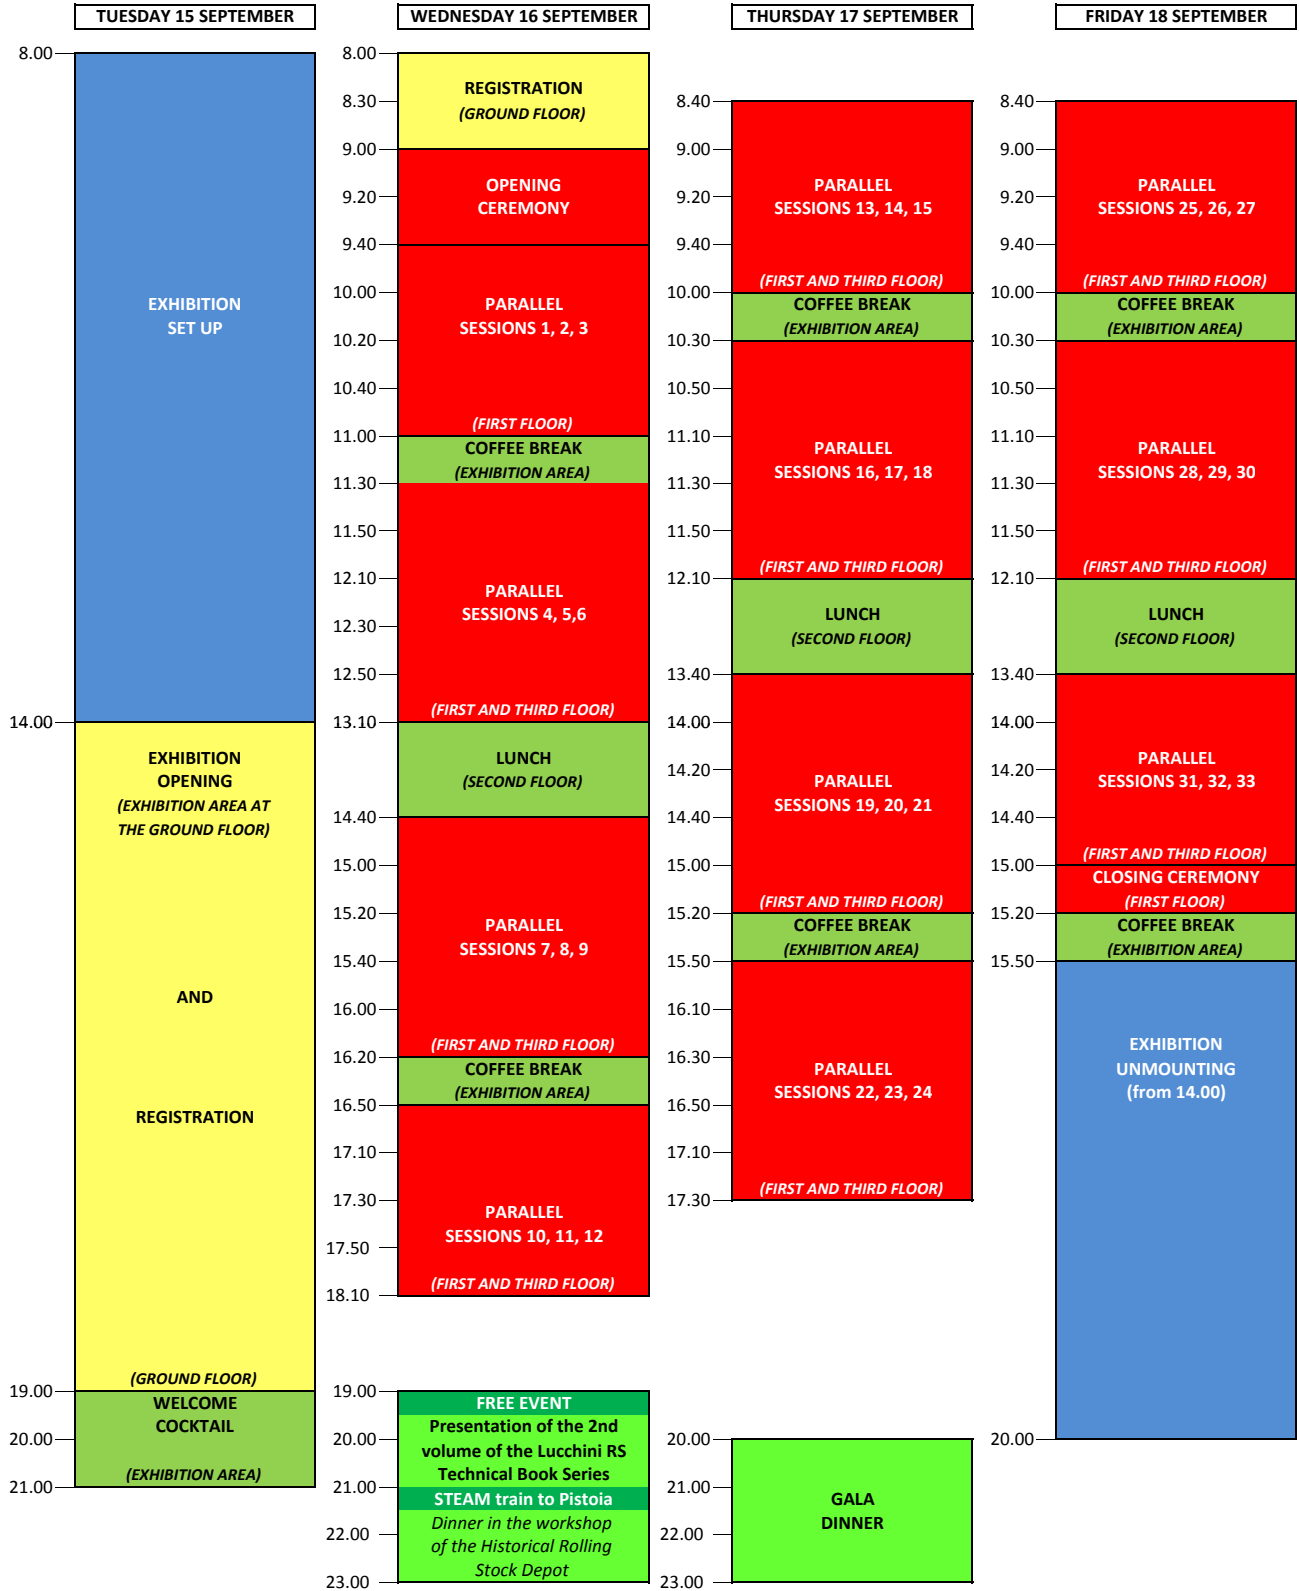 TUESDAY 15 SEPTEMBER
8.00
EXHIBITION
SET UP
14.00
EXHIBITION
OPENING
(EXHIBITION AREA AT
THE GROUND FLOOR)
AND
REGISTRATION
(GROUND FLOOR)
19.00
WELCOME
COCKTAIL
20.00
(EXHIBITION AREA)
21.00
WEDNESDAY 16 SEPTEMBER
8.00
REGISTRATION
8.30
(GROUND FLOOR)
9.00
OPENING
9.20
CEREMONY
9.40
10.00
PARALLEL
SESSIONS 1, 2, 3
10.20
10.40
(FIRST FLOOR)
11.00
COFFEE BREAK
(EXHIBITION AREA)
11.30
11.50
12.10
PARALLEL
SESSIONS 4, 5,6
12.30
12.50
(FIRST AND THIRD FLOOR)
13.10
LUNCH
(SECOND FLOOR)
14.40
15.00
15.20
PARALLEL
SESSIONS 7, 8, 9
15.40
16.00
(FIRST AND THIRD FLOOR)
16.20
COFFEE BREAK
(EXHIBITION AREA)
16.50
17.10
17.30
PARALLEL
SESSIONS 10, 11, 12
17.50
(FIRST AND THIRD FLOOR)
18.10
19.00
FREE EVENT
Presentation of the 2nd
20.00
volume of the Lucchini RS
Technical Book Series
21.00
STEAM train to Pistoia
Dinner in the workshop
22.00
of the Historical Rolling
Stock Depot
23.00
THURSDAY 17 SEPTEMBER
8.40
9.00
PARALLEL
9.20
SESSIONS 13, 14, 15
9.40
(FIRST AND THIRD FLOOR)
10.00
COFFEE BREAK
(EXHIBITION AREA)
10.30
10.50
11.10
PARALLEL
SESSIONS 16, 17, 18
11.30
11.50
(FIRST AND THIRD FLOOR)
12.10
LUNCH
(SECOND FLOOR)
13.40
14.00
14.20
PARALLEL
SESSIONS 19, 20, 21
14.40
15.00
(FIRST AND THIRD FLOOR)
15.20
COFFEE BREAK
(EXHIBITION AREA)
15.50
16.10
16.30
PARALLEL
SESSIONS 22, 23, 24
16.50
17.10
(FIRST AND THIRD FLOOR)
17.30
20.00
21.00
GALA
DINNER
22.00
23.00
FRIDAY 18 SEPTEMBER
8.40
9.00
PARALLEL
9.20
SESSIONS 25, 26, 27
9.40
(FIRST AND THIRD FLOOR)
10.00
COFFEE BREAK
(EXHIBITION AREA)
10.30
10.50
11.10
PARALLEL
SESSIONS 28, 29, 30
11.30
11.50
(FIRST AND THIRD FLOOR)
12.10
LUNCH
(SECOND FLOOR)
13.40
14.00
PARALLEL
14.20
SESSIONS 31, 32, 33
14.40
(FIRST AND THIRD FLOOR)
15.00
CLOSING CEREMONY
(FIRST FLOOR)
15.20
COFFEE BREAK
(EXHIBITION AREA)
15.50
EXHIBITION
UNMOUNTING
(from 14.00)
20.00